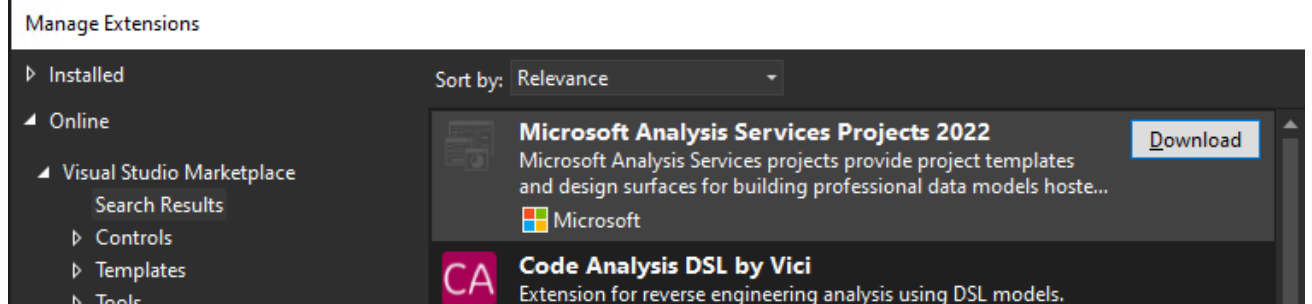 Manage Extensions
Installed
Online
Visual Studio Marketplace
Search Results
Controls
Templates
Tools
Sort by: Relevance
Microsoft Analysis Services Projects 2022
Microsoft Analysis Services projects provide project templates
and design surfaces for building professional data models hoste...
Microsoft
Download
CA
Code Analysis DSL by Vici
Extension for reverse engineering analysis using DSL models.